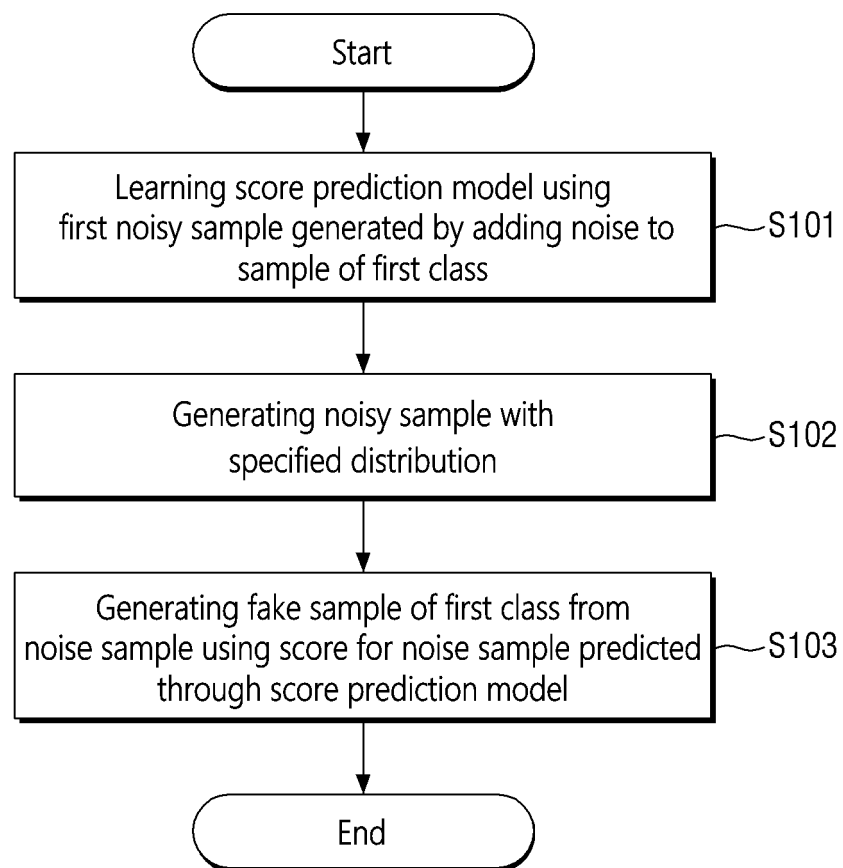 Start
Learning score prediction model using
first noisy sample generated by adding noise to
sample of first class
S101
Generating noisy sample with
specified distribution
S102
Generating fake sample of first class from
noise sample using score for noise sample predicted
through score prediction model
S103
End